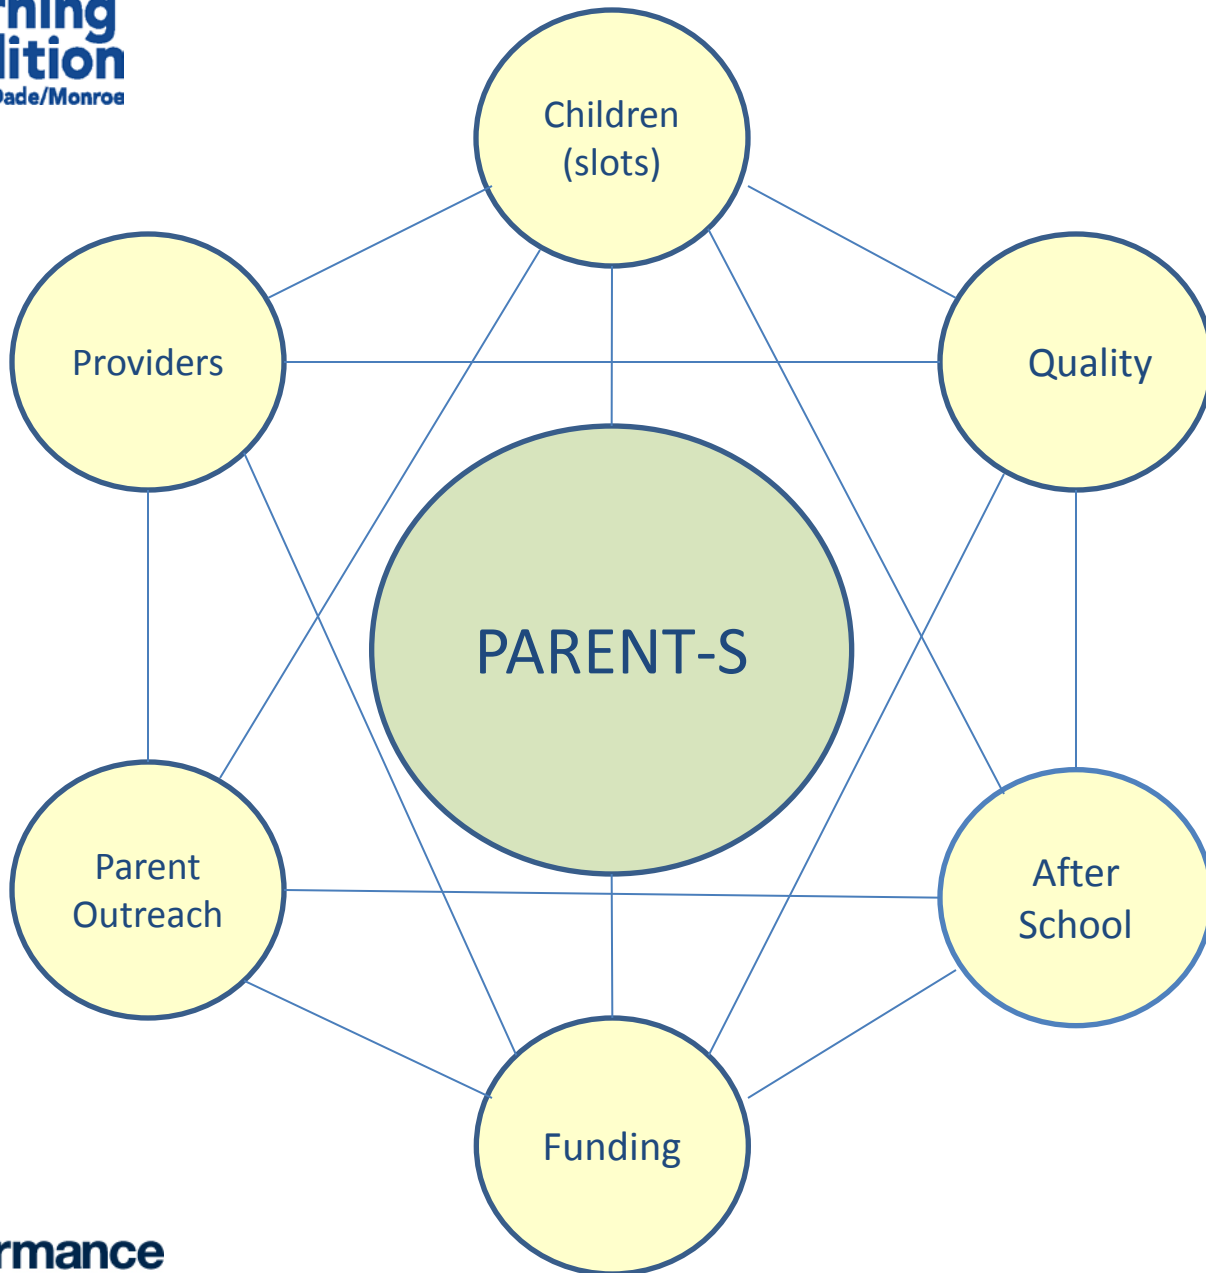 rning
lition
Dade/Monroe
Children
(slots)
Providers
Quality
PARENT-S
Parent
Outreach
After
School
Funding
rmance